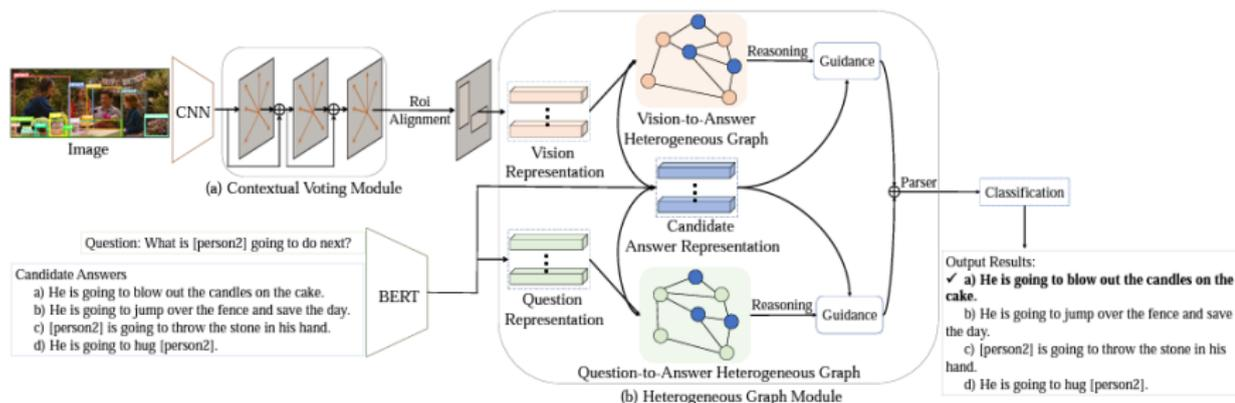 Image
CNN
(a) Contextual Voting Module
Roi
Alignment
Vision
Representation
Reasoning
Guidance
Vision-to-Answer
Heterogeneous Graph
Candidate
Answer Representation
Parser
Classification
Question: What is [person2] going to do next?
Candidate Answers
a) He is going to blow out the candles on the cake.
b) He is going to jump over the fence and save the day.
c) [person2] is going to throw the stone in his hand.
d) He is going to hug [person2].
BERT
Question
Representation
Reasoning
Guidance
Question-to-Answer Heterogeneous Graph
(b) Heterogeneous Graph Module
Output Results:
✓ a) He is going to blow out the candles on the
cake.
b) He is going to jump over the fence and save
the day.
c) [person2] is going to throw the stone in his
hand.
d) He is going to hug [person2].